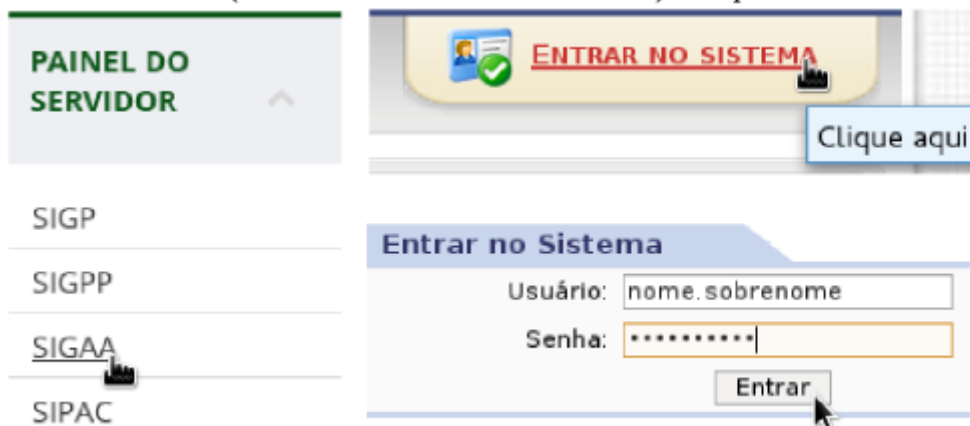 PAINEL DO
SERVIDOR
SIGP
SIGPP
SIGAA
SIPAC
ENTRAR NO SISTEMA
Clique aqui
Entrar no Sistema
Usuário: nome.sobrenome
Senha: ••••••••••
Entrar